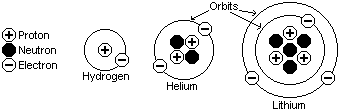 Orbits
Proton
Neutron
Electron
Hydrogen
Helium
Lithium